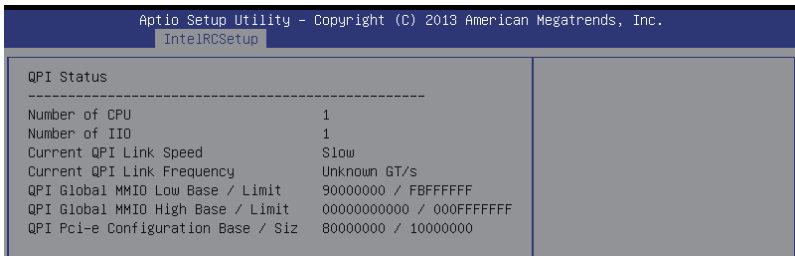 Aptio Setup Utility – Copyright (C) 2013 American Megatrends, Inc.
IntelRCSetup
QPI Status
--------------------------------------------------
Number of CPU 1
Number of IIO 1
Current QPI Link Speed Slow
Current QPI Link Frequency Unknown GT/s
QPI Global MMIO Low Base / Limit 90000000 / FBFFFFFF
QPI Global MMIO High Base / Limit 00000000000 / 000FFFFFFF
QPI Pci-e Configuration Base / Siz 80000000 / 10000000